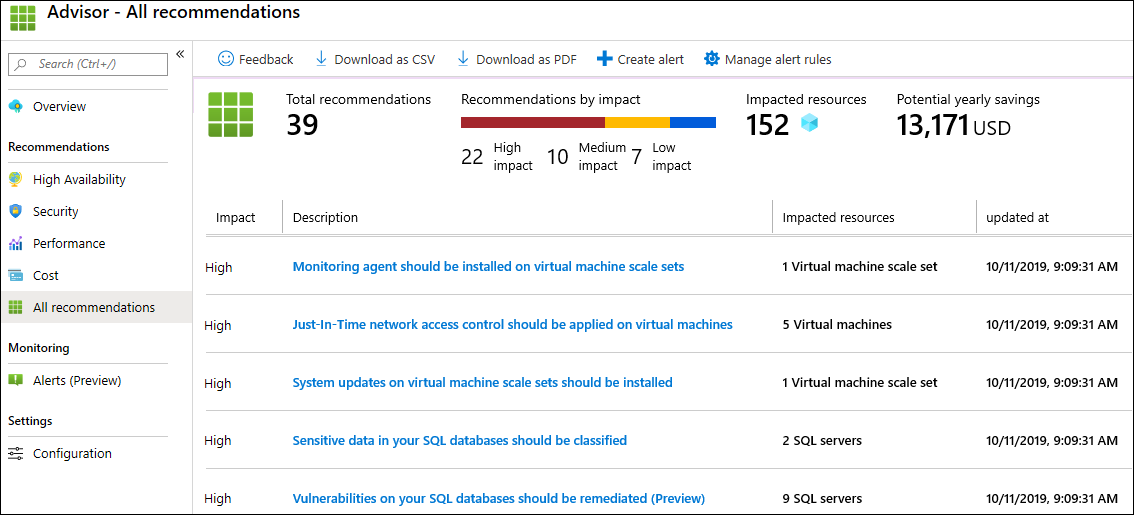 Advisor - All recommendations
«
Search (Ctrl+/)
Overview
Recommendations
High Availability
Security
Performance
Cost
All recommendations
Monitoring
Alerts (Preview)
Settings
Configuration
Feedback Download as CSV Download as PDF Create alert Manage alert rules
Total recommendations
39
Recommendations by impact
22 High impact 10 Medium impact 7 Low impact
Impacted resources
152
Potential yearly savings
13,171 USD
Impact Description Impacted resources updated at
High Monitoring agent should be installed on virtual machine scale sets 1 Virtual machine scale set 10/11/2019, 9:09:31 AM
High Just-In-Time network access control should be applied on virtual machines 5 Virtual machines 10/11/2019, 9:09:31 AM
High System updates on virtual machine scale sets should be installed 1 Virtual machine scale set 10/11/2019, 9:09:31 AM
High Sensitive data in your SQL databases should be classified 2 SQL servers 10/11/2019, 9:09:31 AM
High Vulnerabilities on your SQL databases should be remediated (Preview) 9 SQL servers 10/11/2019, 9:09:31 AM